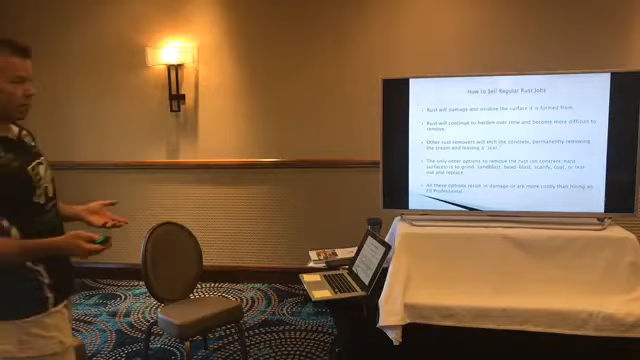 How to Sell Regular Rust Jobs
Rust will damage and oxidize the surface it is formed from.
Rust will continue to harden over time and become more difficult to
remove.
Other rust removers will etch the concrete, permanently removing
the cream and leaving a "scar."
The only other options to remove the rust (on concrete/hard
surfaces) is to grind, sandblast, bead-blast, scarify, coat, or tear
out and replace
All these options result in damage or are more costly than hiring an
Professional.